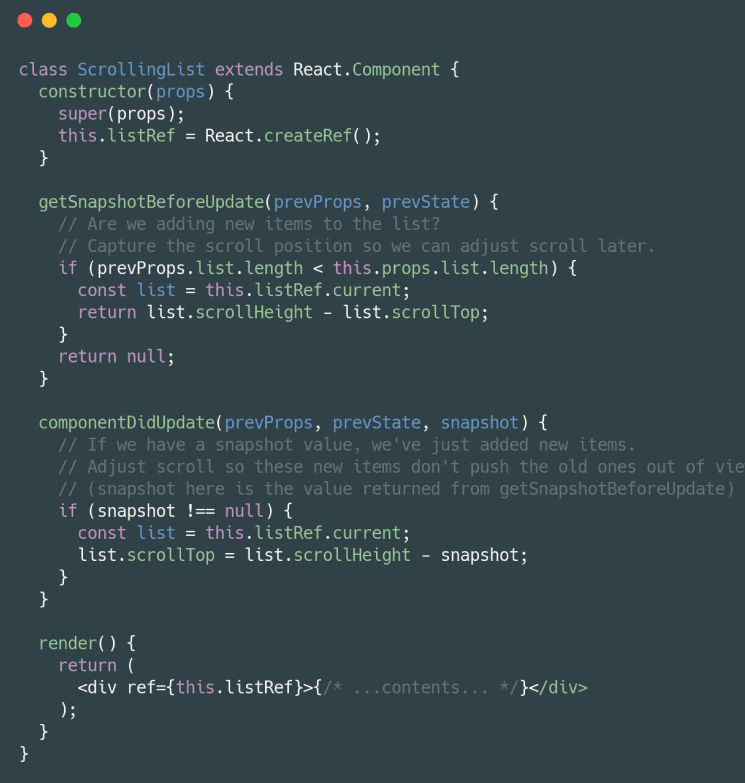 class ScrollingList extends React.Component {
  constructor(props) {
    super(props);
    this.listRef = React.createRef();
  }

  getSnapshotBeforeUpdate(prevProps, prevState) {
    // Are we adding new items to the list?
    // Capture the scroll position so we can adjust scroll later.
    if (prevProps.list.length < this.props.list.length) {
      const list = this.listRef.current;
      return list.scrollHeight - list.scrollTop;
    }
    return null;
  }

  componentDidUpdate(prevProps, prevState, snapshot) {
    // If we have a snapshot value, we've just added new items.
    // Adjust scroll so these new items don't push the old ones out of vie
    // (snapshot here is the value returned from getSnapshotBeforeUpdate)
    if (snapshot !== null) {
      const list = this.listRef.current;
      list.scrollTop = list.scrollHeight - snapshot;
    }
  }

  render() {
    return (
      <div ref={this.listRef}>{/* ...contents... */}</div>
    );
  }
}